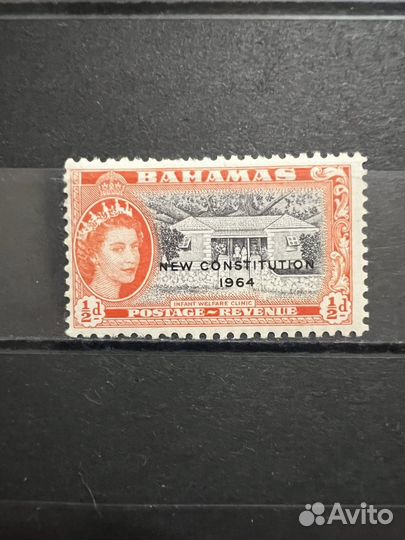 BAHAMAS
NEW CONSTITUTION
1964
INFANT WELFARE CLINIC
½d. ½d.
POSTAGE~REVENUE
Avito